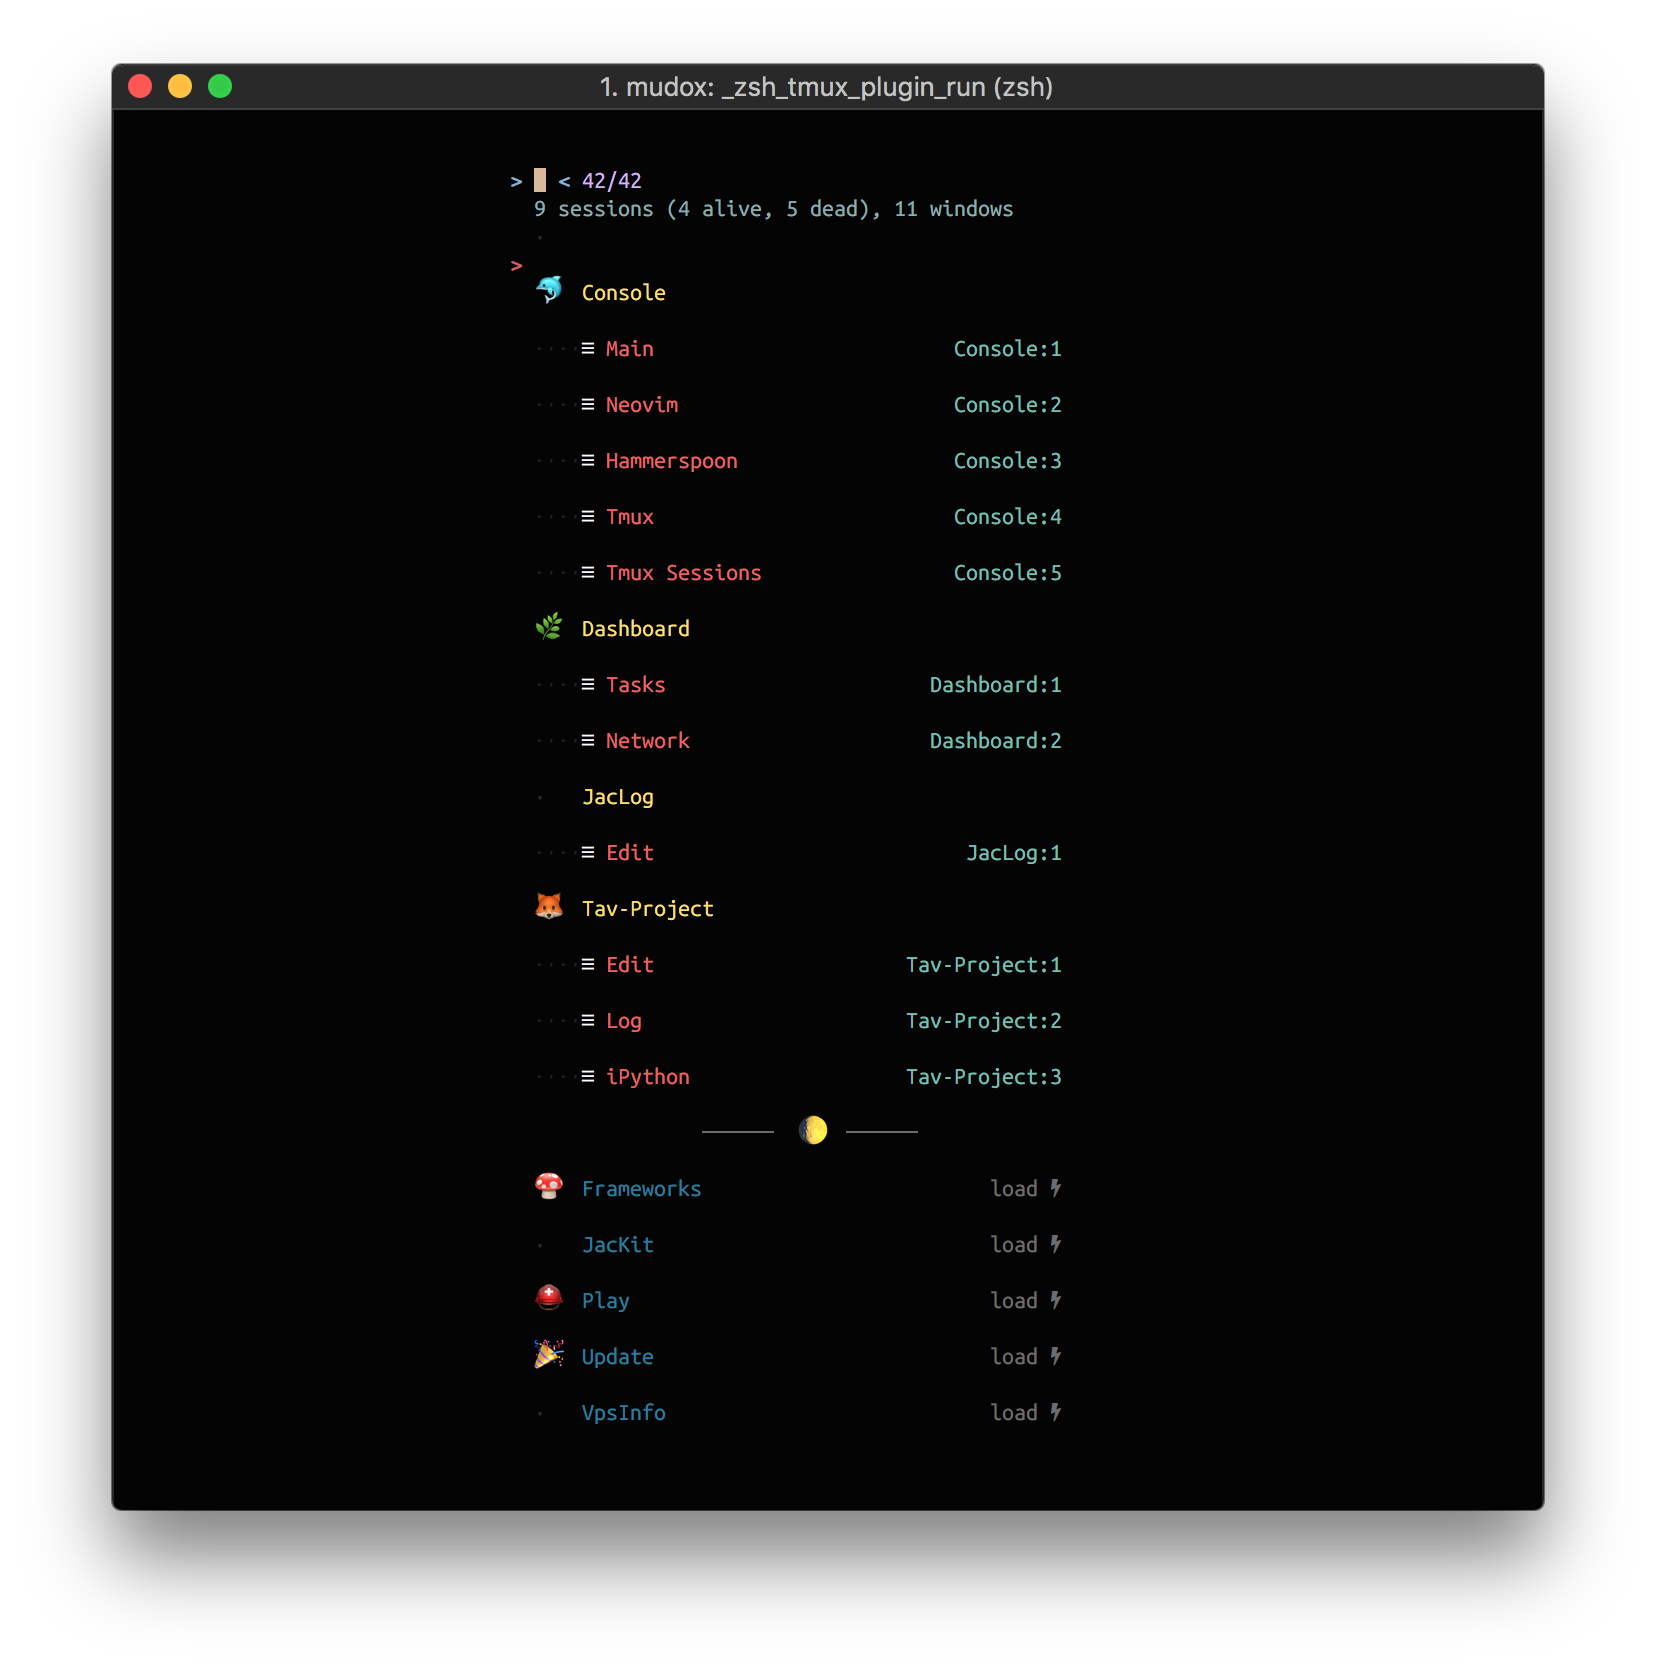 1. mudox: _zsh_tmux_plugin_run (zsh)
> < 42/42
9 sessions (4 alive, 5 dead), 11 windows
>
Console
≡ Main Console:1
≡ Neovim Console:2
≡ Hammerspoon Console:3
≡ Tmux Console:4
≡ Tmux Sessions Console:5
Dashboard
≡ Tasks Dashboard:1
≡ Network Dashboard:2
JacLog
≡ Edit JacLog:1
Tav-Project
≡ Edit Tav-Project:1
≡ Log Tav-Project:2
≡ iPython Tav-Project:3
Frameworks load
JacKit load
Play load
Update load
VpsInfo load